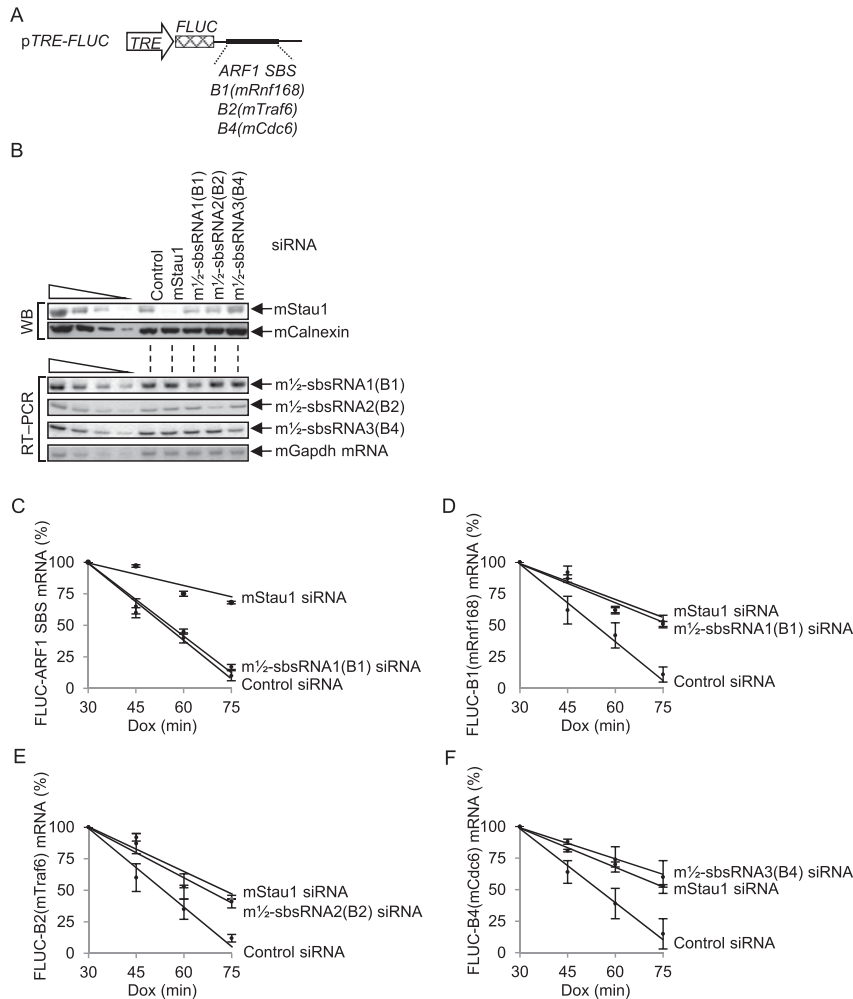 A
pTRE-FLUC
TRE
FLUC
ARF1 SBS
B1(mRnf168)
B2(mTraf6)
B4(mCdc6)
B
Control
mStau1
m½-sbsRNA1(B1)
m½-sbsRNA2(B2)
m½-sbsRNA3(B4)
siRNA
WB
mStau1
mCalnexin
RT–PCR
m½-sbsRNA1(B1)
m½-sbsRNA2(B2)
m½-sbsRNA3(B4)
mGapdh mRNA
C
FLUC-ARF1 SBS mRNA (%)
100
75
50
25
0
30 45 60 75
Dox (min)
mStau1 siRNA
m½-sbsRNA1(B1) siRNA
Control siRNA
D
FLUC-B1(mRnf168) mRNA (%)
100
75
50
25
0
30 45 60 75
Dox (min)
mStau1 siRNA
m½-sbsRNA1(B1) siRNA
Control siRNA
E
FLUC-B2(mTraf6) mRNA (%)
100
75
50
25
0
30 45 60 75
Dox (min)
mStau1 siRNA
m½-sbsRNA2(B2) siRNA
Control siRNA
F
FLUC-B4(mCdc6) mRNA (%)
100
75
50
25
0
30 45 60 75
Dox (min)
m½-sbsRNA3(B4) siRNA
mStau1 siRNA
Control siRNA